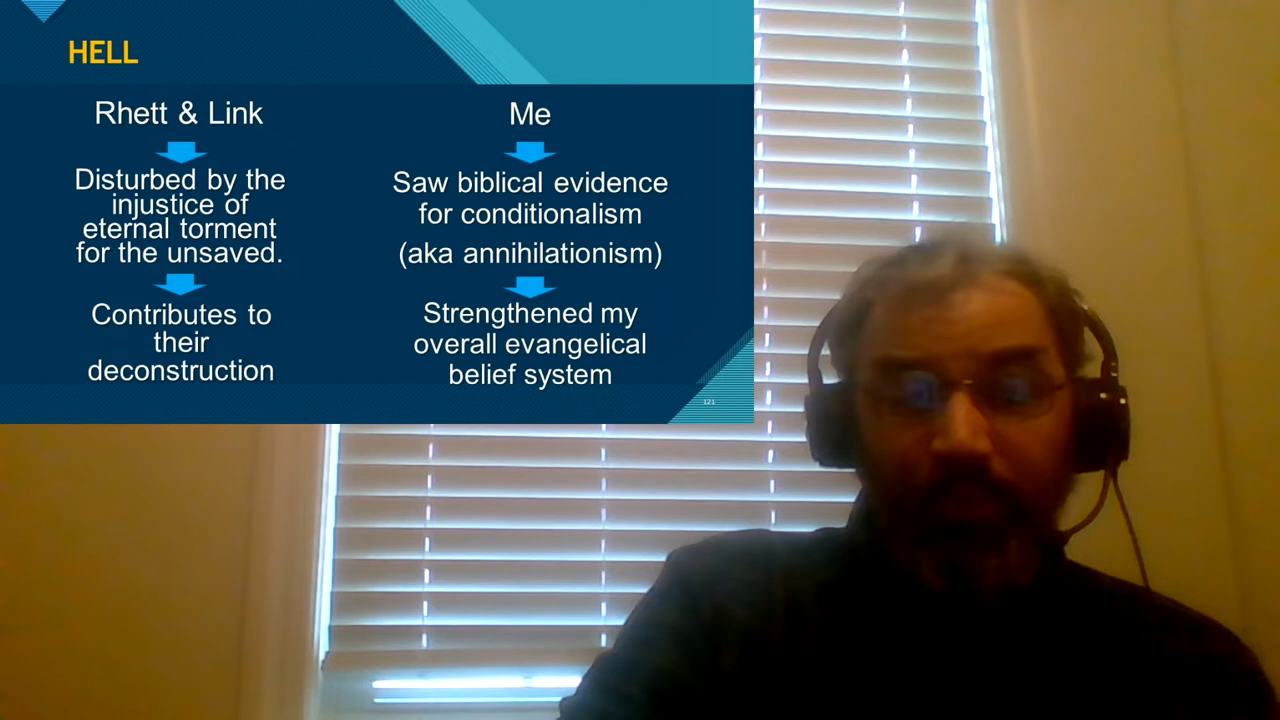 HELL
Rhett & Link
Disturbed by the
injustice of
eternal torment
for the unsaved.
Contributes to
their
deconstruction
Me
Saw biblical evidence
for conditionalism
(aka annihilationism)
Strengthened my
overall evangelical
belief system
121